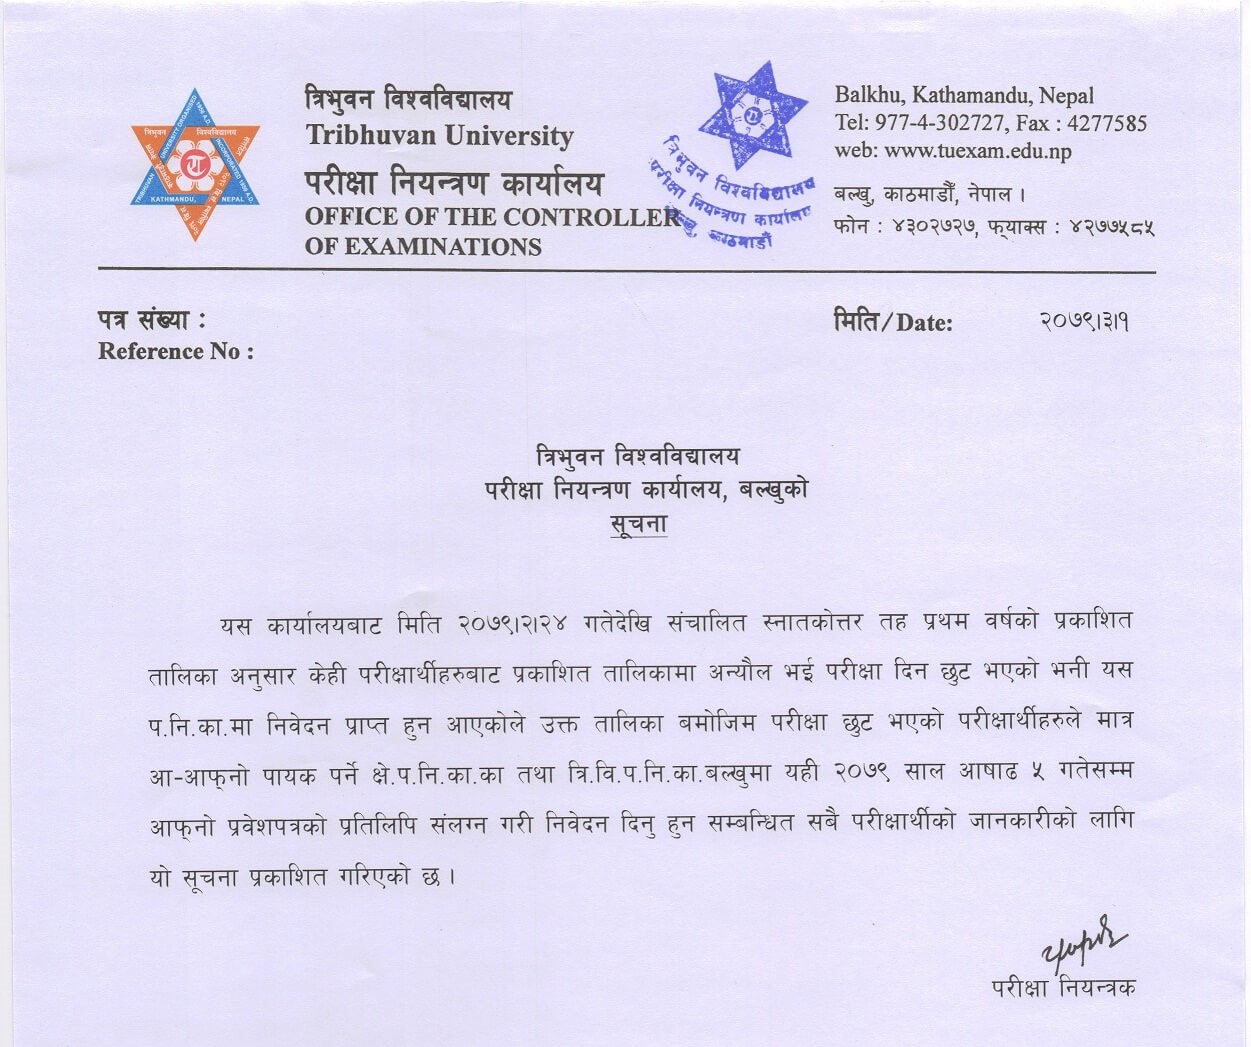 त्रिभुवन विश्वविद्यालय
Tribhuvan University
परीक्षा नियन्त्रण कार्यालय
OFFICE OF THE CONTROLLER
OF EXAMINATIONS
त्रिभुवन विश्वविद्यालय
परीक्षा नियन्त्रण कार्यालय
बल्खु, काठमाडौँ
Balkhu, Kathamandu, Nepal
Tel: 977-4-302727, Fax : 4277585
web: www.tuexam.edu.np
बल्खु, काठमाडौँ, नेपाल ।
फोन : ४३०२७२७, फ्याक्स : ४२७७५८५
पत्र संख्या :
Reference No :
मिति/Date: २०७९।३।१
त्रिभुवन विश्वविद्यालय
परीक्षा नियन्त्रण कार्यालय, बल्खुको
सूचना
यस कार्यालयबाट मिति २०७९।२।२४ गतेदेखि संचालित स्नातकोत्तर तह प्रथम वर्षको प्रकाशित
तालिका अनुसार केही परीक्षार्थीहरुबाट प्रकाशित तालिकामा अन्यौल भई परीक्षा दिन छुट भएको भनी यस
प.नि.का.मा निवेदन प्राप्त हुन आएकोले उक्त तालिका बमोजिम परीक्षा छुट भएको परीक्षार्थीहरुले मात्र
आ-आफ्नो पायक पर्ने क्षे.प.नि.का.का तथा त्रि.वि.प.नि.का.बल्खुमा यही २०७९ साल आषाढ ५ गतेसम्म
आफ्नो प्रवेशपत्रको प्रतिलिपि संलग्न गरी निवेदन दिनु हुन सम्बन्धित सबै परीक्षार्थीको जानकारीको लागि
यो सूचना प्रकाशित गरिएको छ ।
परीक्षा नियन्त्रक